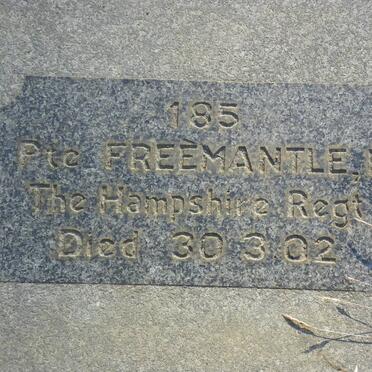 185
Pte FREEMANTLE,
The Hampshire Regt
Died 30 3 02